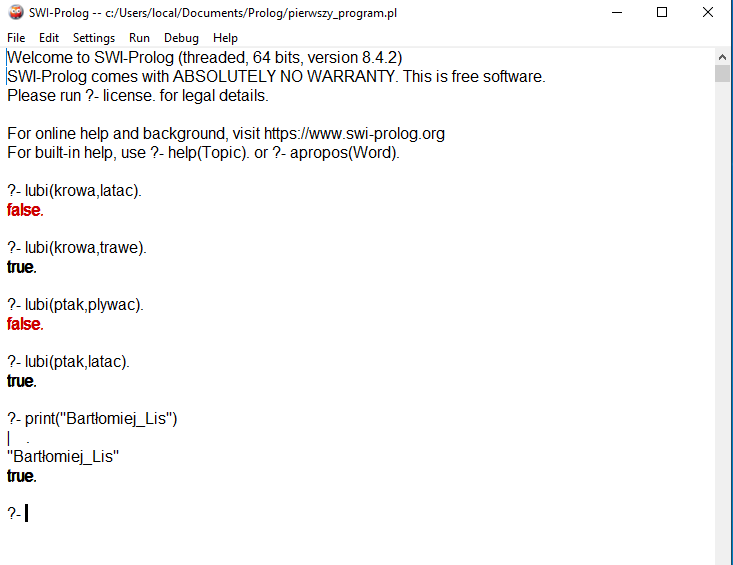 SWI-Prolog -- c:/Users/local/Documents/Prolog/pierwszy_program.pl
File Edit Settings Run Debug Help
Welcome to SWI-Prolog (threaded, 64 bits, version 8.4.2)
SWI-Prolog comes with ABSOLUTELY NO WARRANTY. This is free software.
Please run ?- license. for legal details.
For online help and background, visit https://www.swi-prolog.org
For built-in help, use ?- help(Topic). or ?- apropos(Word).
?- lubi(krowa,latac).
false.
?- lubi(krowa,trawe).
true.
?- lubi(ptak,plywac).
false.
?- lubi(ptak,latac).
true.
?- print("Bartłomiej_Lis")
| .
"Bartłomiej_Lis"
true.
?-